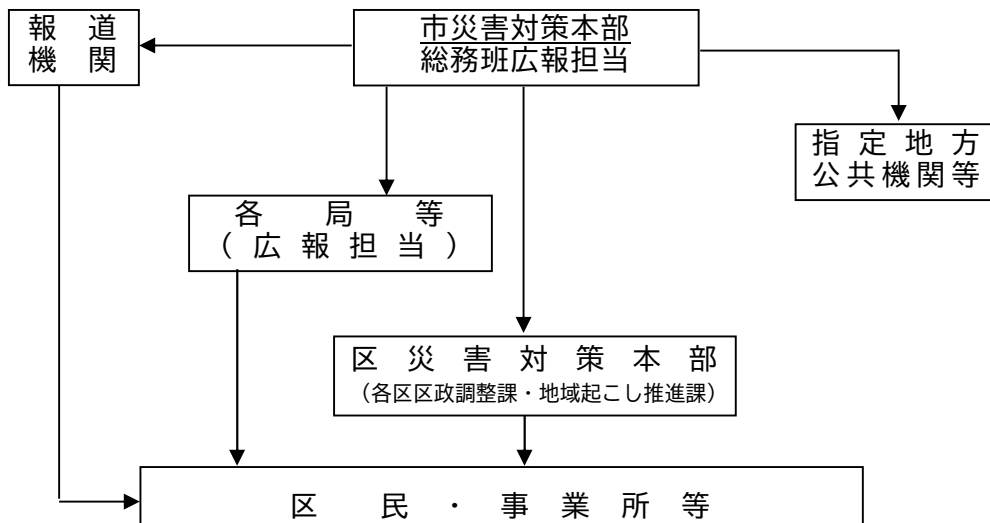 報道
機関
市災害対策本部
総務班広報担当
指定地方
公共機関等
各局等
（広報担当）
区災害対策本部
（各区区政調整課・地域起こし推進課）
区民・事業所等